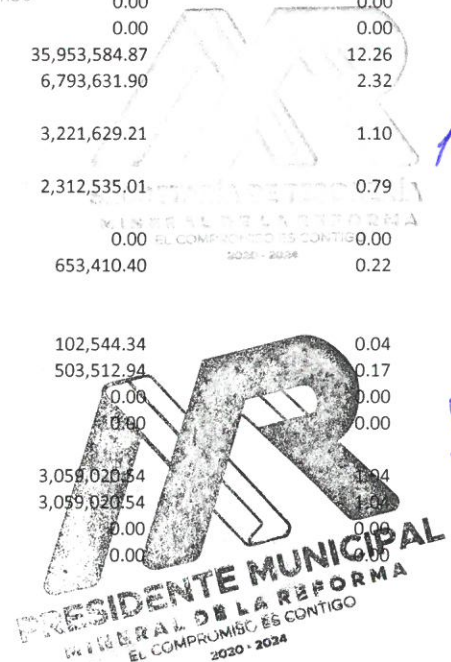 0.00 0.00
0.00 0.00
35,953,584.87 12.26
6,793,631.90 2.32
3,221,629.21 1.10
2,312,535.01 0.79
MINERAL DE LA REFORMA
0.00 EL COMPROMISO ES CONTIGO 0.00
2020 - 2024
653,410.40 0.22
102,544.34 0.04
503,512.94 0.17
0.00 0.00
0.00 0.00
3,059,020.54 1.04
3,059,020.54 1.04
0.00 0.00
0.00 0.00
MR
PRESIDENTE MUNICIPAL
MINERAL DE LA REFORMA
EL COMPROMISO ES CONTIGO
2020 - 2024